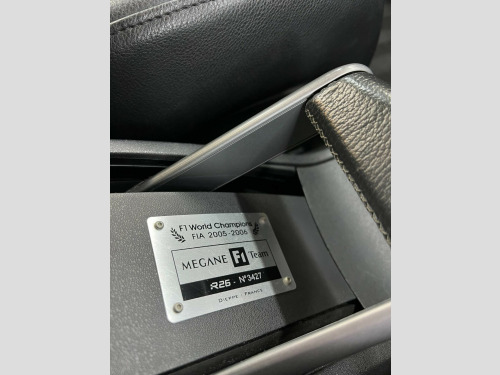 F1 World Champions
FIA 2005-2006
MEGANE F1 Team
R26 - N°3427
DIEPPE - FRANCE